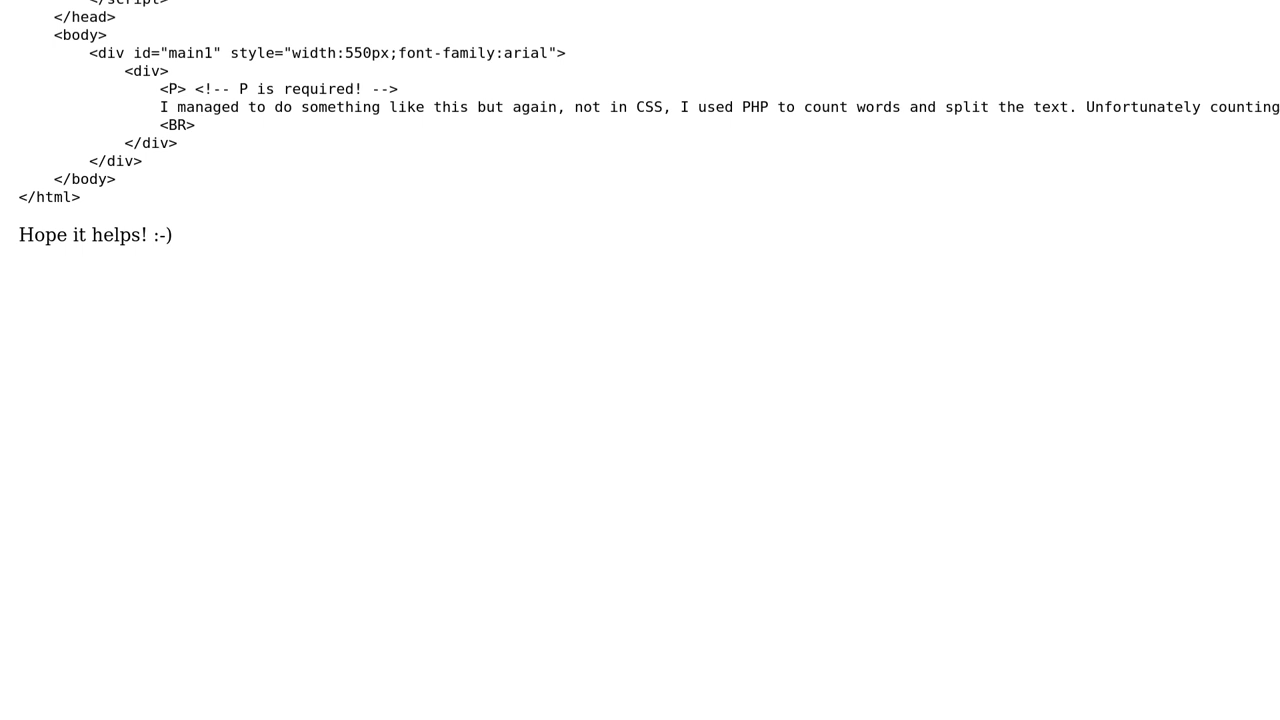 </script>
</head>
<body>
<div id="main1" style="width:550px;font-family:arial">
<div>
<P> <!-- P is required! -->
I managed to do something like this but again, not in CSS, I used PHP to count words and split the text. Unfortunately counting
<BR>
</div>
</div>
</body>
</html>
Hope it helps! :-)